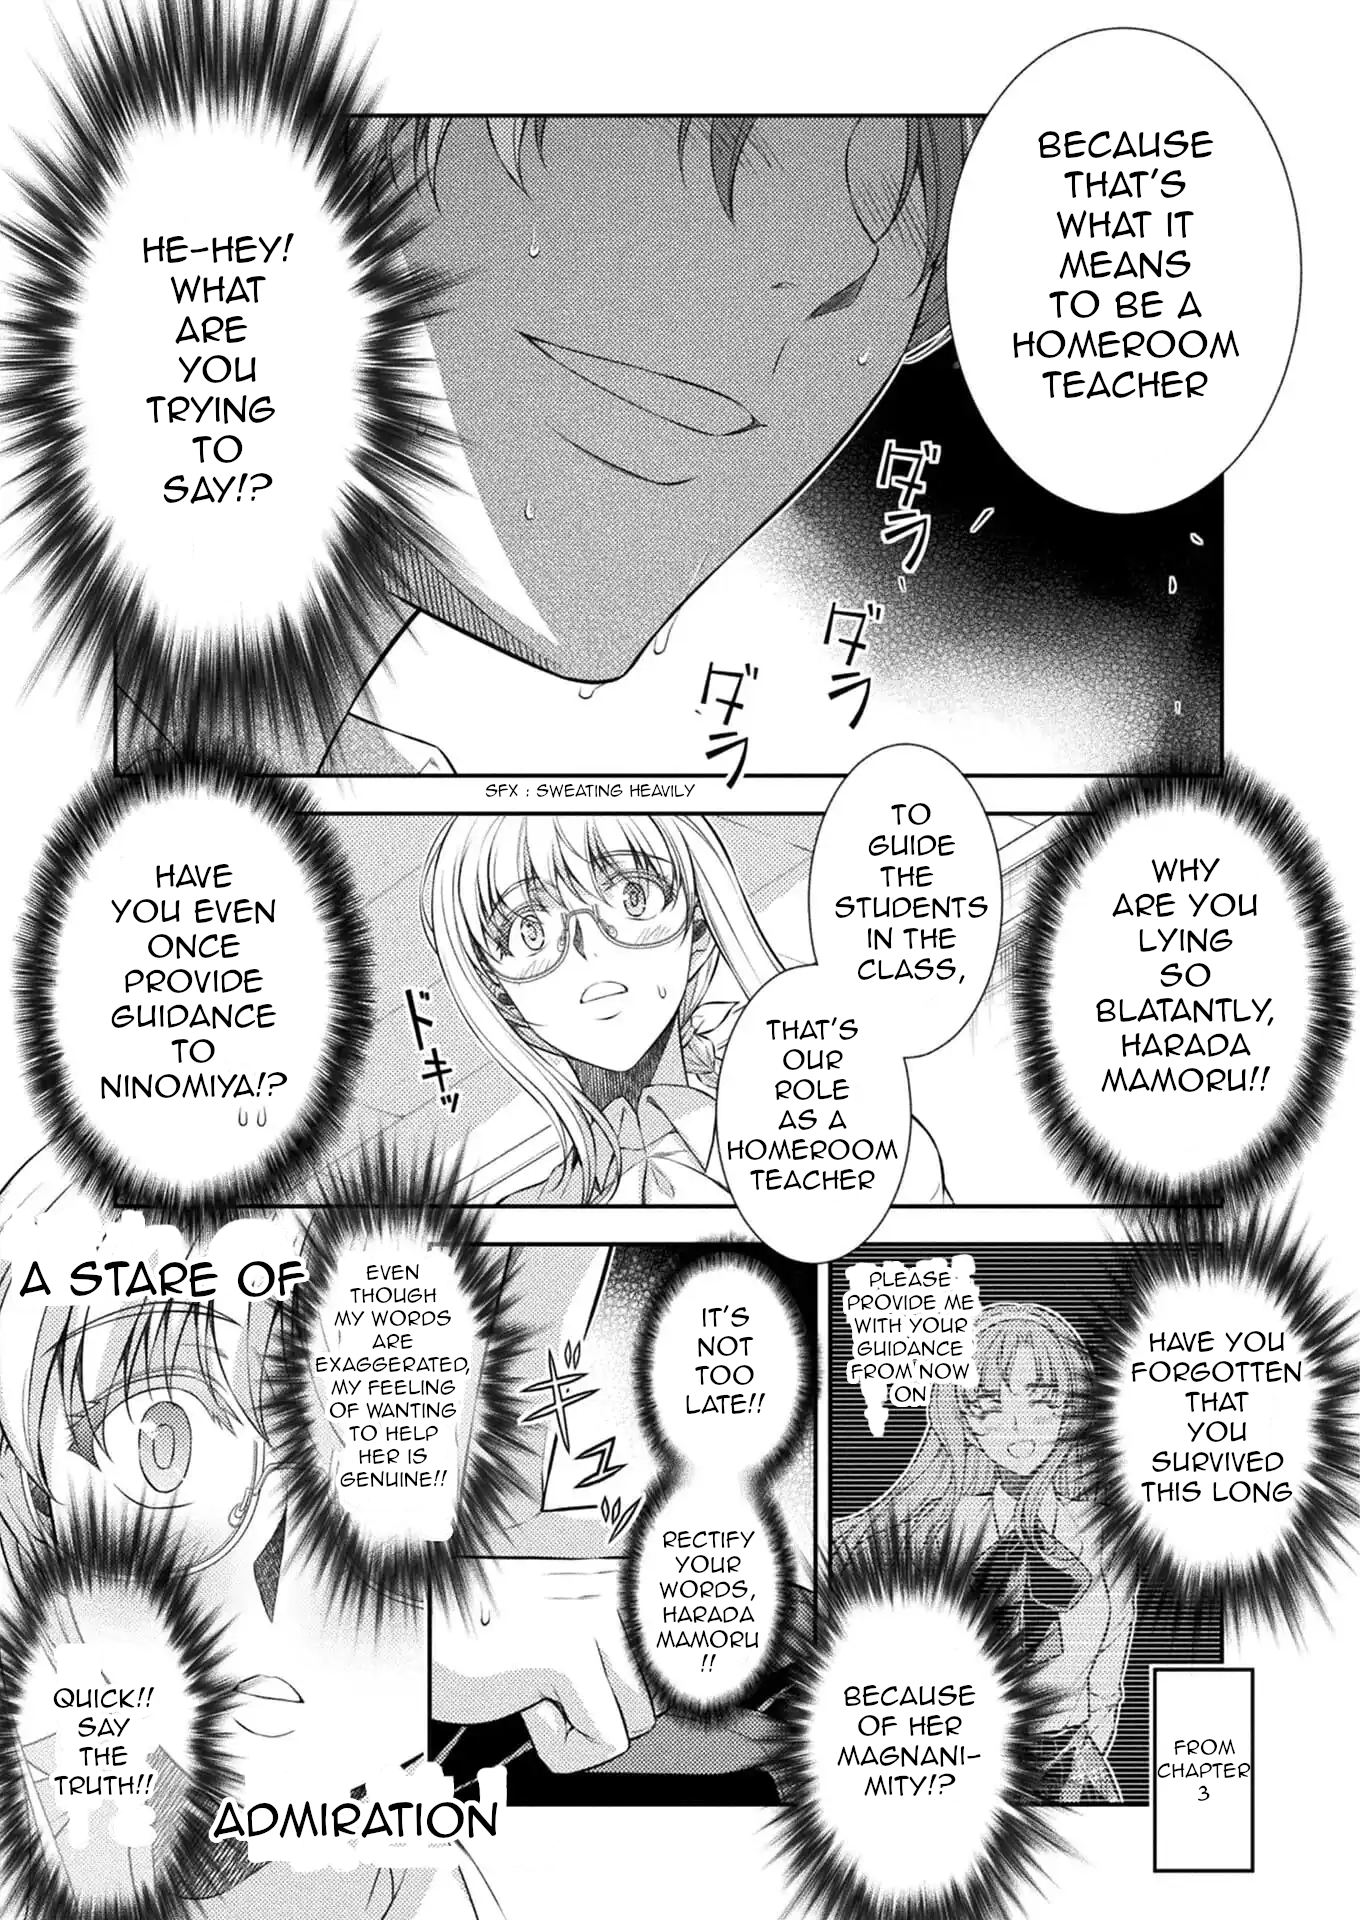 BECAUSE
THAT'S
WHAT IT
MEANS
TO BE A
HOMEROOM
TEACHER
HE-HEY!
WHAT
ARE
YOU
TRYING
TO
SAY!?
ダラ
ダラ
ダラ
SFX : SWEATING HEAVILY
WHY
ARE YOU
LYING
SO
BLATANTLY,
HARADA
MAMORU!!
TO
GUIDE
THE
STUDENTS
IN THE
CLASS,
THAT'S
OUR
ROLE
AS A
HOMEROOM
TEACHER
ドキッ
HAVE
YOU EVEN
ONCE
PROVIDE
GUIDANCE
TO
NINOMIYA!?
HAVE YOU
FORGOTTEN
THAT
YOU
SURVIVED
THIS LONG
PLEASE
PROVIDE ME
WITH YOUR
GUIDANCE
FROM NOW
ON
BECAUSE
OF HER
MAGNANI-
MITY!?
FROM
CHAPTER
3
IT'S
NOT
TOO
LATE!!
RECTIFY
YOUR
WORDS,
HARADA
MAMORU
!!
EVEN
THOUGH
MY WORDS
ARE
EXAGGERATED,
MY FEELING
OF WANTING
TO HELP
HER IS
GENUINE!!
A STARE OF
QUICK!!
SAY
THE
TRUTH!!
ADMIRATION